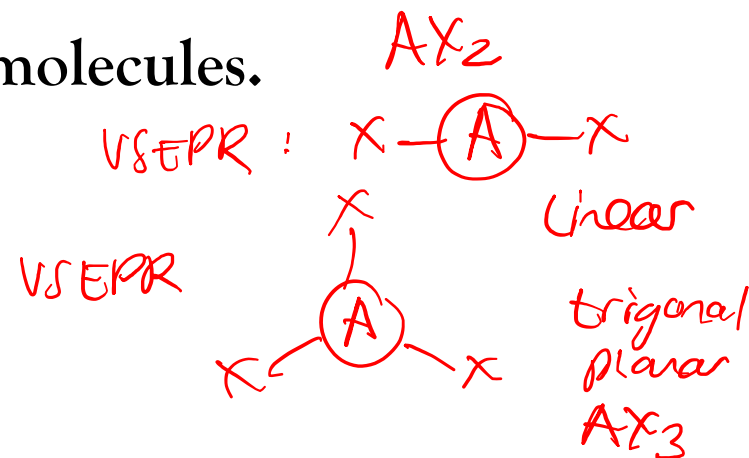 molecules.
AX2
VSEPR : X — A — X
Linear
X
VSEPR
A
trigonal
X X
planar
AX3